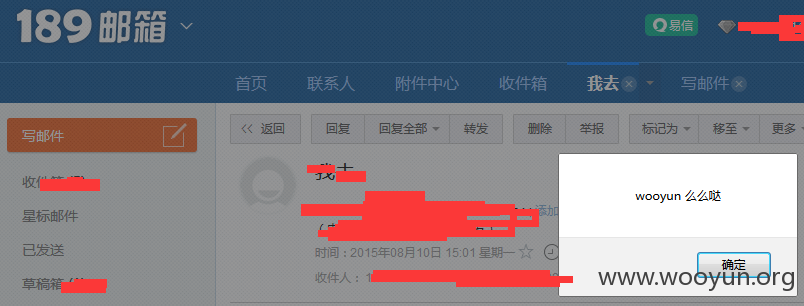 189邮箱
易信
首页 联系人 附件中心 收件箱 我去 写邮件
写邮件
返回 回复 回复全部 转发 删除 举报 标记为 移至 更多
收件箱
我去
wooyun 么么哒
星标邮件
添加
已发送
时间：2015年08月10日 15:01 星期一
确定
草稿箱
收件人：
www.wooyun.org